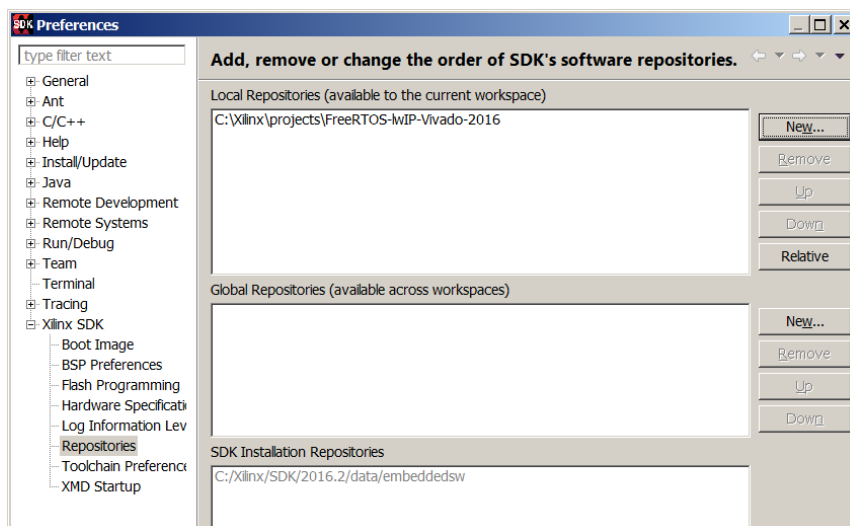 SDK Preferences
type filter text
Add, remove or change the order of SDK's software repositories.
General
Ant
C/C++
Help
Install/Update
Java
Remote Development
Remote Systems
Run/Debug
Team
Terminal
Tracing
Xilinx SDK
Boot Image
BSP Preferences
Flash Programming
Hardware Specificati
Log Information Lev
Repositories
Toolchain Preference
XMD Startup
Local Repositories (available to the current workspace)
C:\Xilinx\projects\FreeRTOS-lwIP-Vivado-2016
New...
Remove
Up
Down
Relative
Global Repositories (available across workspaces)
New...
Remove
Up
Down
SDK Installation Repositories
C:/Xilinx/SDK/2016.2/data/embeddedsw